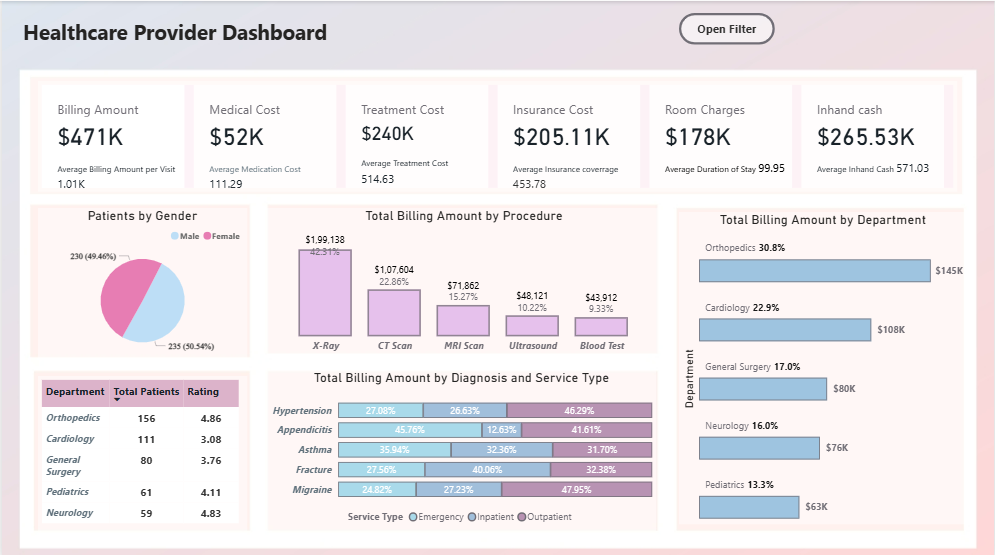 Healthcare Provider Dashboard
Open Filter
Billing Amount
$471K
Average Billing Amount per Visit
1.01K
Medical Cost
$52K
Average Medication Cost
111.29
Treatment Cost
$240K
Average Treatment Cost
514.63
Insurance Cost
$205.11K
Average Insurance coverrage
453.78
Room Charges
$178K
Average Duration of Stay 99.95
Inhand cash
$265.53K
Average Inhand Cash 571.03
Patients by Gender
Male Female
230 (49.46%)
235 (50.54%)
Total Billing Amount by Procedure
$1,99,138
42.31%
$1,07,604
22.86%
$71,862
15.27%
$48,121
10.22%
$43,912
9.33%
X-Ray CT Scan MRI Scan Ultrasound Blood Test
Total Billing Amount by Department
Department
Orthopedics 30.8%
$145K
Cardiology 22.9%
$108K
General Surgery 17.0%
$80K
Neurology 16.0%
$76K
Pediatrics 13.3%
$63K
Department Total Patients Rating
Orthopedics 156 4.86
Cardiology 111 3.08
General
Surgery 80 3.76
Pediatrics 61 4.11
Neurology 59 4.83
Total Billing Amount by Diagnosis and Service Type
Hypertension 27.08% 26.63% 46.29%
Appendicitis 45.76% 12.63% 41.61%
Asthma 35.94% 32.36% 31.70%
Fracture 27.56% 40.06% 32.38%
Migraine 24.82% 27.23% 47.95%
Service Type Emergency Inpatient Outpatient